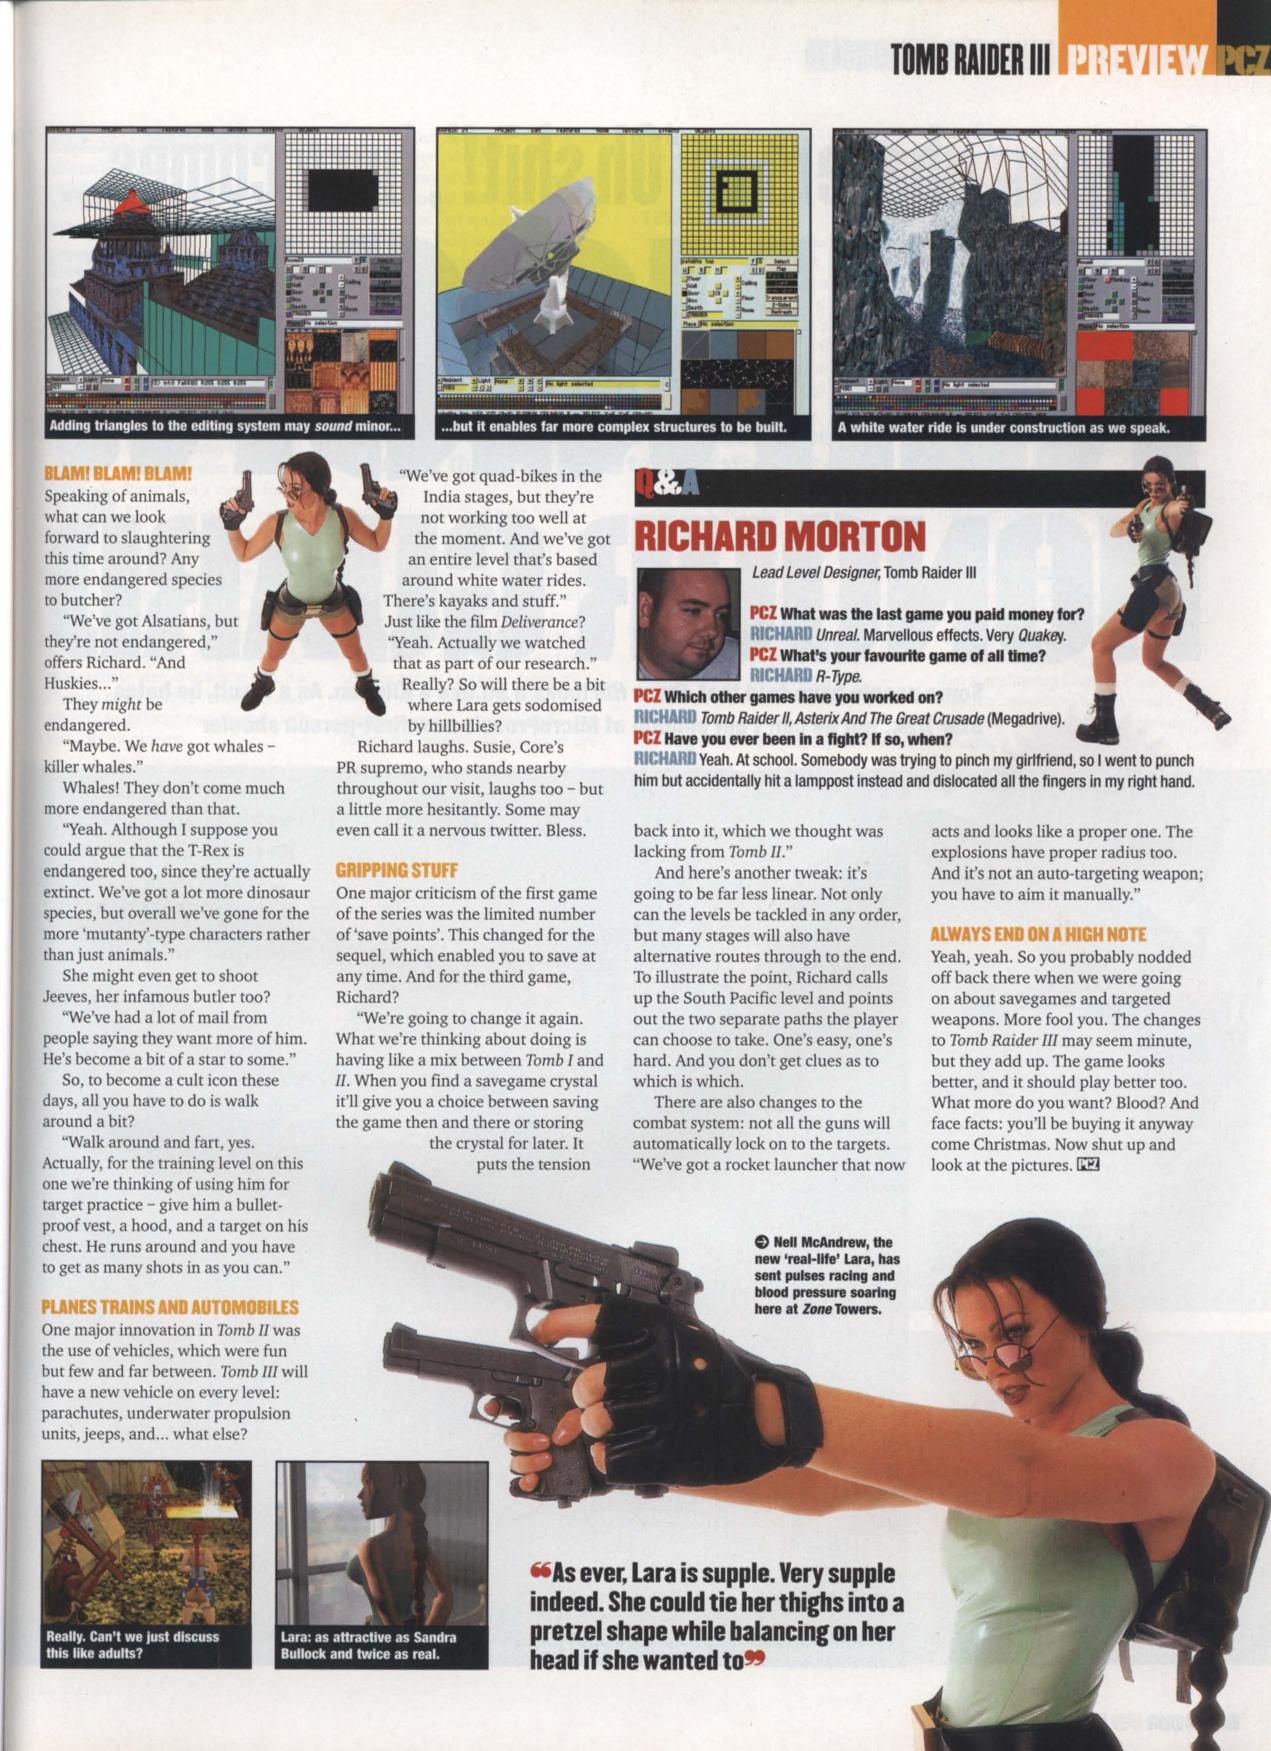 TOMB RAIDER III PREVIEW PCZ
Adding triangles to the editing system may sound minor...
...but it enables far more complex structures to be built.
A white water ride is under construction as we speak.
BLAM! BLAM! BLAM!
Speaking of animals,
what can we look
forward to slaughtering
this time around? Any
more endangered species
to butcher?
“We’ve got Alsatians, but
they’re not endangered,”
offers Richard. “And
Huskies...”
They might be
endangered.
“Maybe. We have got whales –
killer whales.”
Whales! They don’t come much
more endangered than that.
“Yeah. Although I suppose you
could argue that the T-Rex is
endangered too, since they’re actually
extinct. We’ve got a lot more dinosaur
species, but overall we’ve gone for the
more ‘mutanty’-type characters rather
than just animals.”
She might even get to shoot
Jeeves, her infamous butler too?
“We’ve had a lot of mail from
people saying they want more of him.
He’s become a bit of a star to some.”
So, to become a cult icon these
days, all you have to do is walk
around a bit?
“Walk around and fart, yes.
Actually, for the training level on this
one we’re thinking of using him for
target practice – give him a bullet-
proof vest, a hood, and a target on his
chest. He runs around and you have
to get as many shots in as you can.”
PLANES TRAINS AND AUTOMOBILES
One major innovation in Tomb II was
the use of vehicles, which were fun
but few and far between. Tomb III will
have a new vehicle on every level:
parachutes, underwater propulsion
units, jeeps, and... what else?
“We’ve got quad-bikes in the
India stages, but they’re
not working too well at
the moment. And we’ve got
an entire level that’s based
around white water rides.
There’s kayaks and stuff.”
Just like the film Deliverance?
“Yeah. Actually we watched
that as part of our research.”
Really? So will there be a bit
where Lara gets sodomised
by hillbillies?
Richard laughs. Susie, Core’s
PR supremo, who stands nearby
throughout our visit, laughs too – but
a little more hesitantly. Some may
even call it a nervous twitter. Bless.
GRIPPING STUFF
One major criticism of the first game
of the series was the limited number
of ‘save points’. This changed for the
sequel, which enabled you to save at
any time. And for the third game,
Richard?
“We’re going to change it again.
What we’re thinking about doing is
having like a mix between Tomb I and
II. When you find a savegame crystal
it’ll give you a choice between saving
the game then and there or storing
the crystal for later. It
puts the tension
Q&A
RICHARD MORTON
Lead Level Designer, Tomb Raider III
PCZ What was the last game you paid money for?
RICHARD Unreal. Marvellous effects. Very Quakey.
PCZ What’s your favourite game of all time?
RICHARD R-Type.
PCZ Which other games have you worked on?
RICHARD Tomb Raider II, Asterix And The Great Crusade (Megadrive).
PCZ Have you ever been in a fight? If so, when?
RICHARD Yeah. At school. Somebody was trying to pinch my girlfriend, so I went to punch
him but accidentally hit a lamppost instead and dislocated all the fingers in my right hand.
back into it, which we thought was
lacking from Tomb II.”
And here’s another tweak: it’s
going to be far less linear. Not only
can the levels be tackled in any order,
but many stages will also have
alternative routes through to the end.
To illustrate the point, Richard calls
up the South Pacific level and points
out the two separate paths the player
can choose to take. One’s easy, one’s
hard. And you don’t get clues as to
which is which.
There are also changes to the
combat system: not all the guns will
automatically lock on to the targets.
“We’ve got a rocket launcher that now
acts and looks like a proper one. The
explosions have proper radius too.
And it’s not an auto-targeting weapon;
you have to aim it manually.”
ALWAYS END ON A HIGH NOTE
Yeah, yeah. So you probably nodded
off back there when we were going
on about savegames and targeted
weapons. More fool you. The changes
to Tomb Raider III may seem minute,
but they add up. The game looks
better, and it should play better too.
What more do you want? Blood? And
face facts: you’ll be buying it anyway
come Christmas. Now shut up and
look at the pictures. PCZ
Nell McAndrew, the
new ‘real-life’ Lara, has
sent pulses racing and
blood pressure soaring
here at Zone Towers.
Really. Can’t we just discuss
this like adults?
Lara: as attractive as Sandra
Bullock and twice as real.
“As ever, Lara is supple. Very supple
indeed. She could tie her thighs into a
pretzel shape while balancing on her
head if she wanted to”